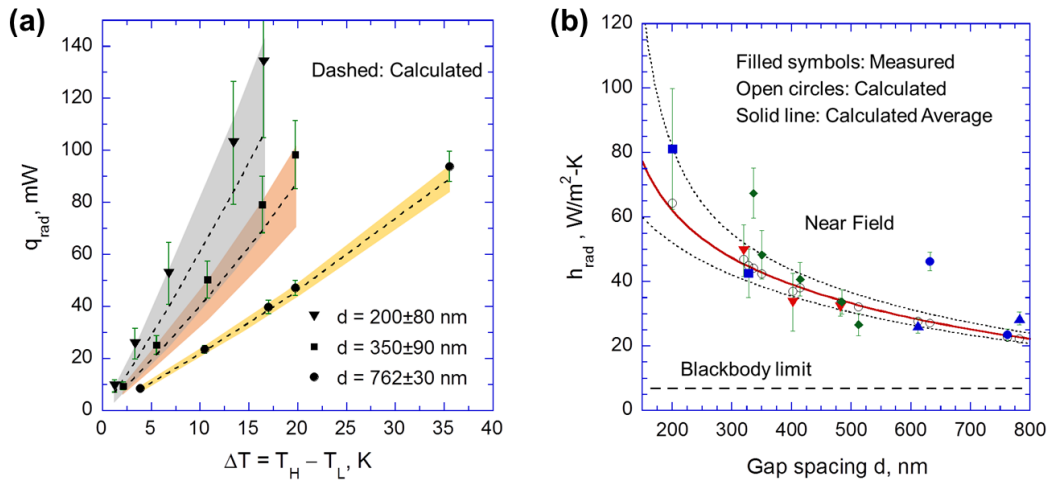 (a)
140
120
100
80
60
40
20
0
q_rad, mW
Dashed: Calculated
d = 200±80 nm
d = 350±90 nm
d = 762±30 nm
0 5 10 15 20 25 30 35 40
ΔT = T_H − T_L, K
(b)
120
100
80
60
40
20
0
h_rad, W/m²-K
Filled symbols: Measured
Open circles: Calculated
Solid line: Calculated Average
Near Field
Blackbody limit
200 300 400 500 600 700 800
Gap spacing d, nm